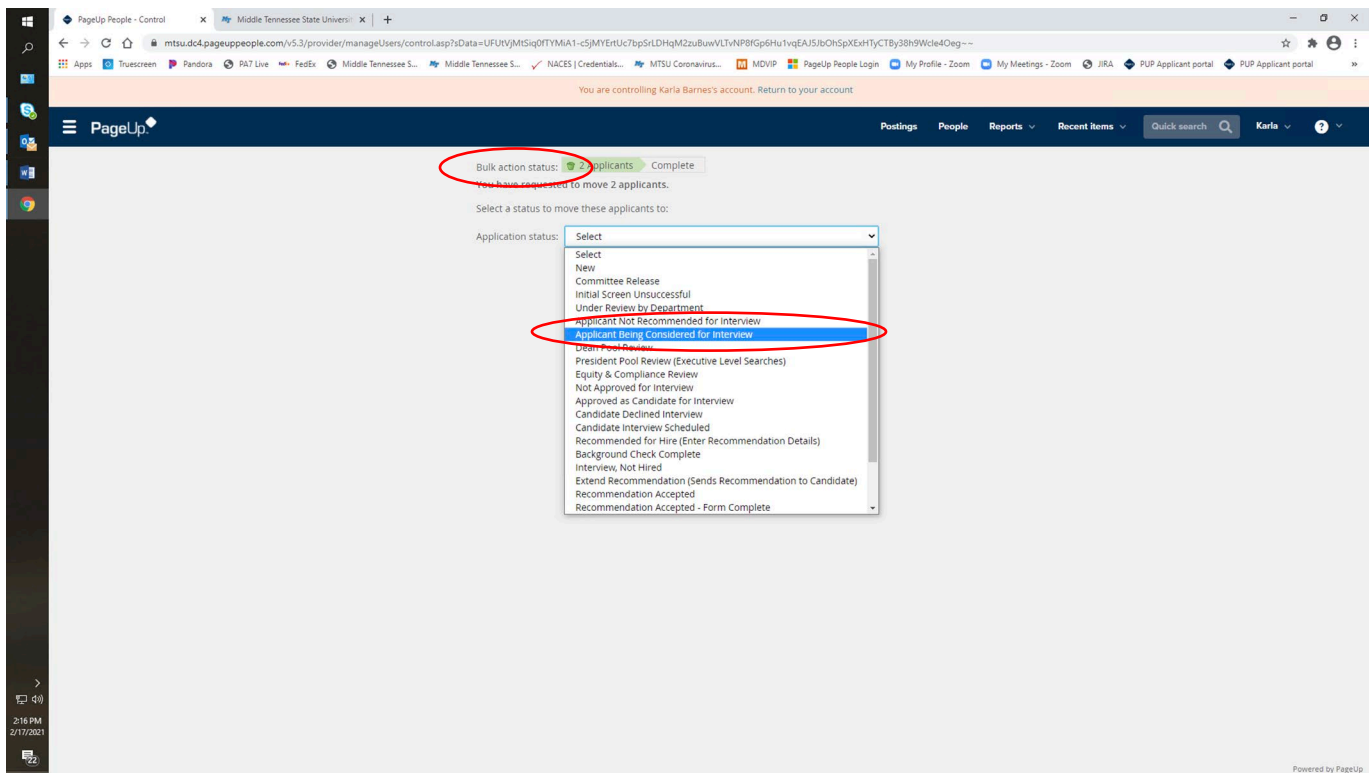 PageUp People - Control
Middle Tennessee State Universi
mtsu.dc4.pageuppeople.com/v5.3/provider/manageUsers/control.asp?sData=UFUtVjMtSiq0fTYMiA1-c5jMYErtUc7bpSrLDHqM2zuBuwVLTvNP8fGp6Hu1vqEAJ5JbOhSpXExHTyCTBy38h9Wcle4Oeg~~
Apps Truescreen Pandora PA7 Live FedEx Middle Tennessee S... Middle Tennessee S... NACES | Credentials... MTSU Coronavirus... MDVIP PageUp People Login My Profile - Zoom My Meetings - Zoom JIRA PUP Applicant portal PUP Applicant portal
You are controlling Karla Barnes's account. Return to your account
PageUp
Postings People Reports Recent items Quick search Karla
Bulk action status: 2 Applicants Complete
You have requested to move 2 applicants.
Select a status to move these applicants to:
Application status: Select
Select
New
Committee Release
Initial Screen Unsuccessful
Under Review by Department
Applicant Not Recommended for Interview
Applicant Being Considered for Interview
Dean Pool Review
President Pool Review (Executive Level Searches)
Equity & Compliance Review
Not Approved for Interview
Approved as Candidate for Interview
Candidate Declined Interview
Candidate Interview Scheduled
Recommended for Hire (Enter Recommendation Details)
Background Check Complete
Interview, Not Hired
Extend Recommendation (Sends Recommendation to Candidate)
Recommendation Accepted
Recommendation Accepted - Form Complete
2:16 PM
2/17/2021
22
Powered by PageUp